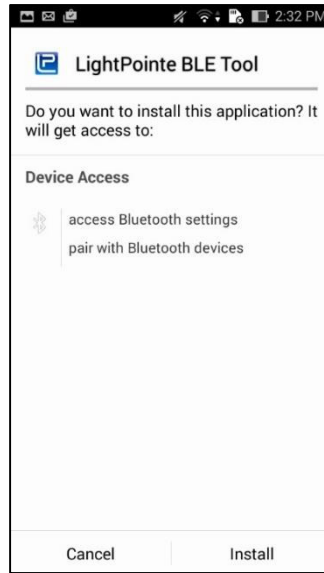 2:32 PM
LightPointe BLE Tool
Do you want to install this application? It
will get access to:
Device Access
access Bluetooth settings
pair with Bluetooth devices
Cancel Install